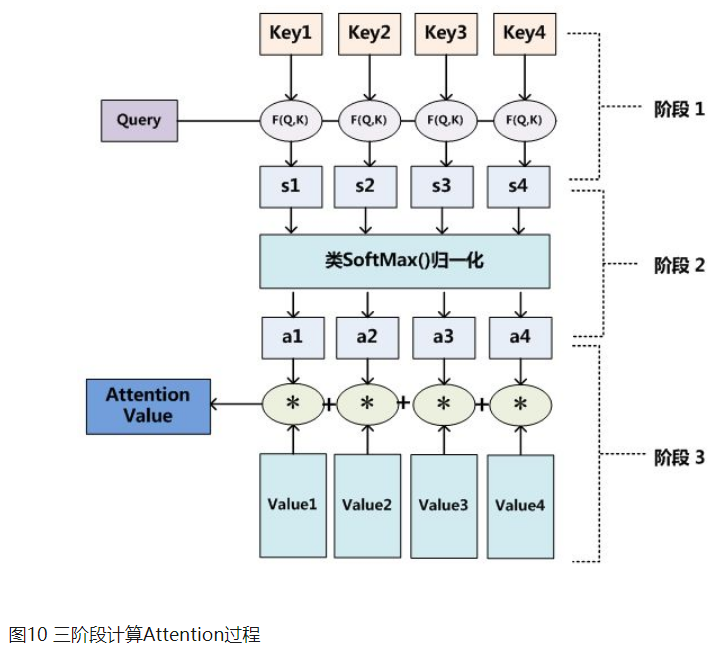 Key1 Key2 Key3 Key4
阶段 1
Query F(Q,K) F(Q,K) F(Q,K) F(Q,K)
s1 s2 s3 s4
类SoftMax()归一化
阶段 2
a1 a2 a3 a4
Attention
Value
* + * + * + *
阶段 3
Value1 Value2 Value3 Value4
图10 三阶段计算Attention过程